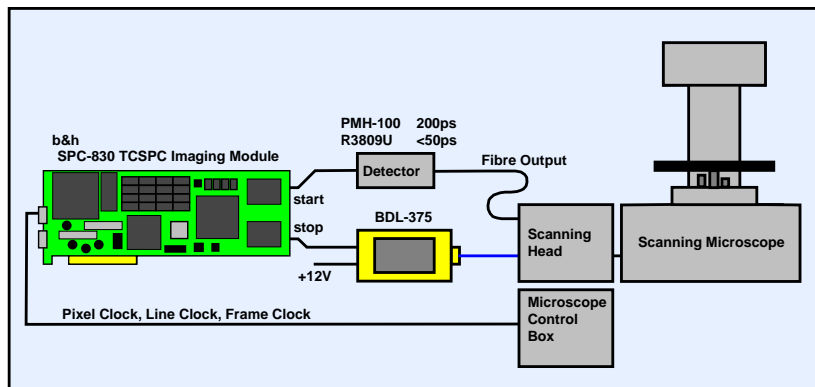 PMH-100 200ps
R3809U <50ps
b&h
SPC-830 TCSPC Imaging Module
Fibre Output
Detector
start
stop
BDL-375
Scanning
Head
Scanning Microscope
+12V
Pixel Clock, Line Clock, Frame Clock
Microscope
Control
Box